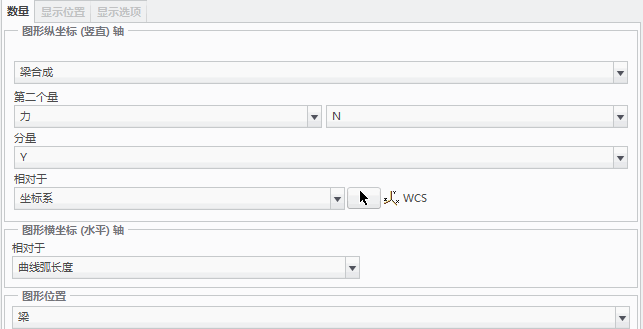 数量 显示位置 显示选项
图形纵坐标 (竖直) 轴
梁合成
第二个量
力 N
分量
Y
相对于
坐标系 WCS
图形横坐标 (水平) 轴
相对于
曲线弧长度
图形位置
梁